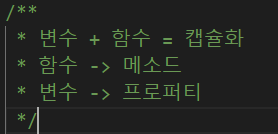 /**
 * 변수 + 함수 = 캡슐화
 * 함수 -> 메소드
 * 변수 -> 프로퍼티
 */